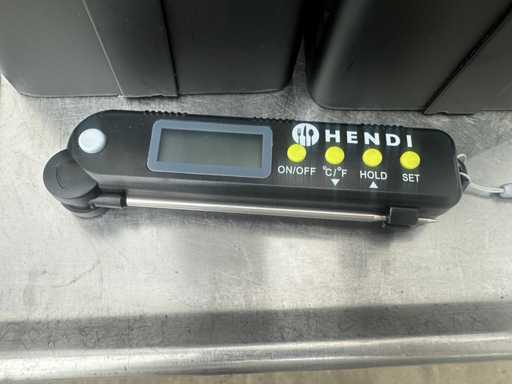 HENDI
ON/OFF °C/°F HOLD SET